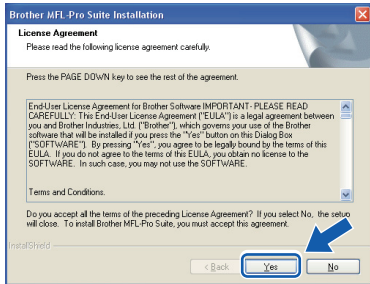 Brother MFL-Pro Suite Installation
License Agreement
Please read the following license agreement carefully.
Press the PAGE DOWN key to see the rest of the agreement.
End-User License Agreement for Brother Software IMPORTANT- PLEASE READ
CAREFULLY: This End-User License Agreement ("EULA") is a legal agreement between
you and Brother Industries, Ltd. ("Brother"), which governs your use of the Brother
software that will be installed if you press the "Yes" button on this Dialog Box
("SOFTWARE"). By pressing "Yes", you agree to be legally bound by the terms of this
EULA. If you do not agree to the terms of this EULA, you obtain no license to the
SOFTWARE. In such case, you may not use the SOFTWARE.
Terms and Conditions.
Do you accept all the terms of the preceding License Agreement? If you select No, the setup
will close. To install Brother MFL-Pro Suite, you must accept this agreement.
InstallShield
< Back
Yes
No